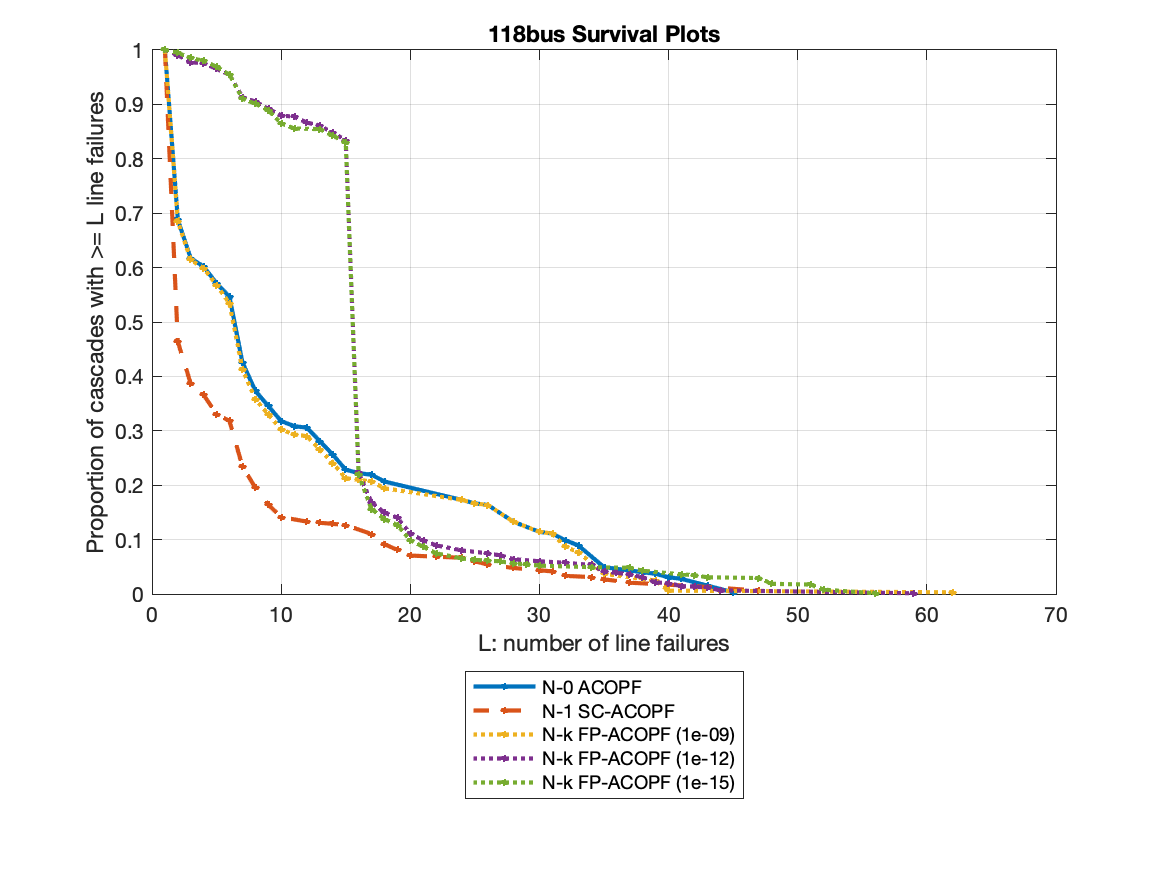 118bus Survival Plots
Proportion of cascades with >= L line failures
1
0.9
0.8
0.7
0.6
0.5
0.4
0.3
0.2
0.1
0
0 10 20 30 40 50 60 70
L: number of line failures
N-0 ACOPF
N-1 SC-ACOPF
N-k FP-ACOPF (1e-09)
N-k FP-ACOPF (1e-12)
N-k FP-ACOPF (1e-15)